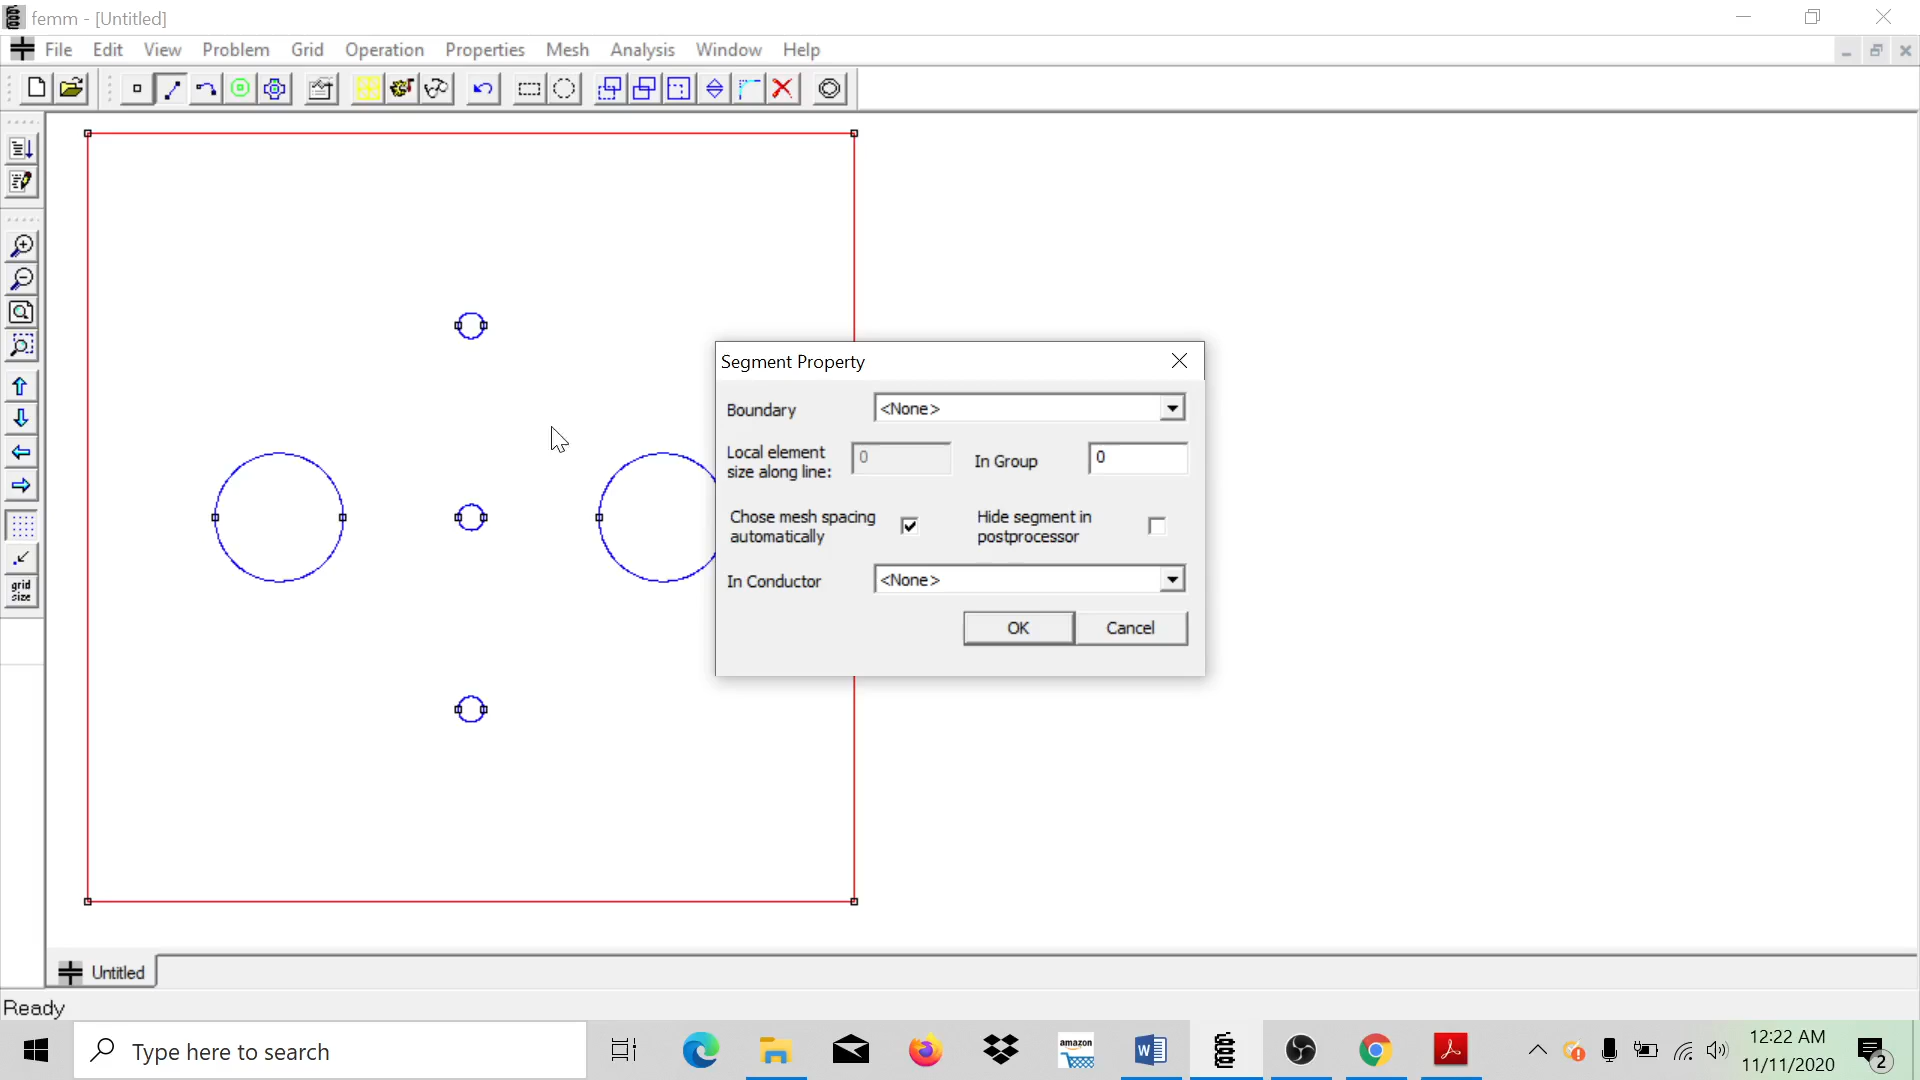 femm - [Untitled]
File Edit View Problem Grid Operation Properties Mesh Analysis Window Help
grid
size
Segment Property
Boundary <None>
Local element
size along line: 0 In Group 0
Chose mesh spacing
automatically
Hide segment in
postprocessor
In Conductor <None>
OK Cancel
Untitled
Ready
Type here to search
amazon
12:22 AM
11/11/2020
2